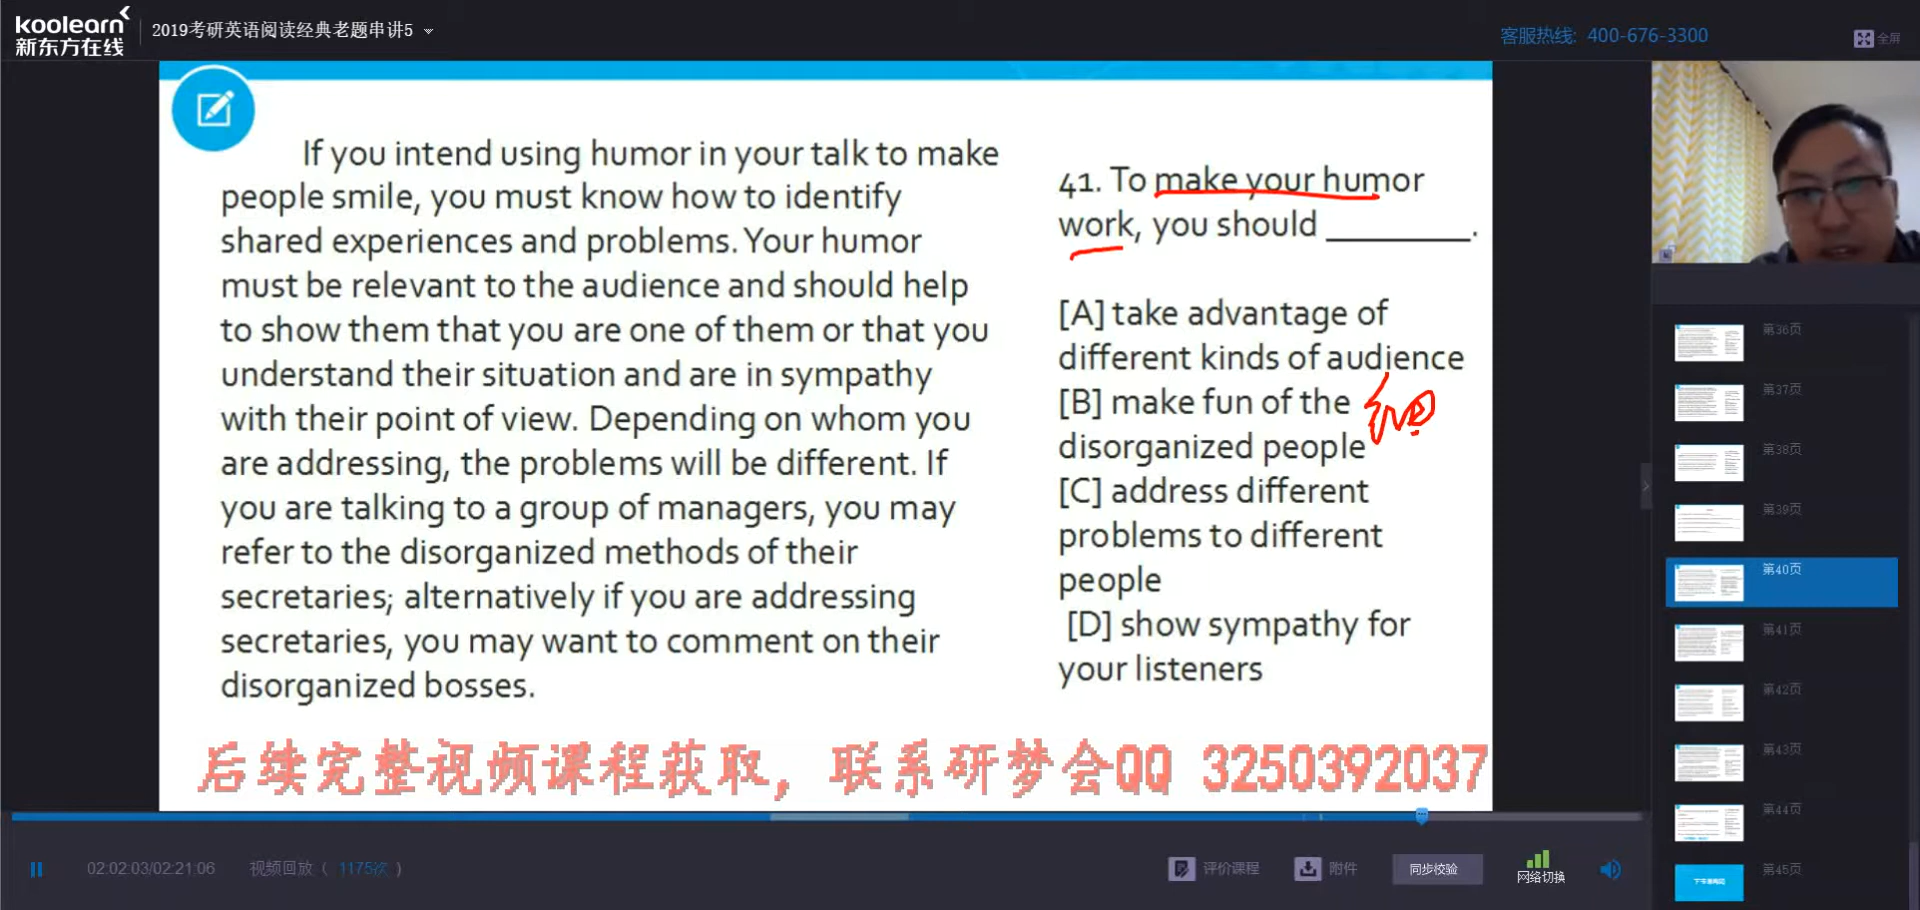 koolearn
新东方在线
2019考研英语阅读经典老题串讲5
客服热线: 400-676-3300
全屏
If you intend using humor in your talk to make
people smile, you must know how to identify
shared experiences and problems. Your humor
must be relevant to the audience and should help
to show them that you are one of them or that you
understand their situation and are in sympathy
with their point of view. Depending on whom you
are addressing, the problems will be different. If
you are talking to a group of managers, you may
refer to the disorganized methods of their
secretaries; alternatively if you are addressing
secretaries, you may want to comment on their
disorganized bosses.
41. To make your humor
work, you should ________.
[A] take advantage of
different kinds of audience
[B] make fun of the
disorganized people
[C] address different
problems to different
people
[D] show sympathy for
your listeners
后续完整视频课程获取，联系研梦会QQ 3250392037
第36页
第37页
第38页
第39页
第40页
第41页
第42页
第43页
第44页
第45页
02:02:03/02:21:06
视频回放（ 1175次 ）
评价课程
附件
同步校验
网络切换